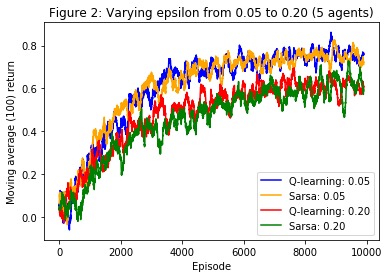 Figure 2: Varying epsilon from 0.05 to 0.20 (5 agents)
Moving average (100) return
0.8
0.6
0.4
0.2
0.0
0
2000
4000
6000
8000
10000
Episode
Q-learning: 0.05
Sarsa: 0.05
Q-learning: 0.20
Sarsa: 0.20